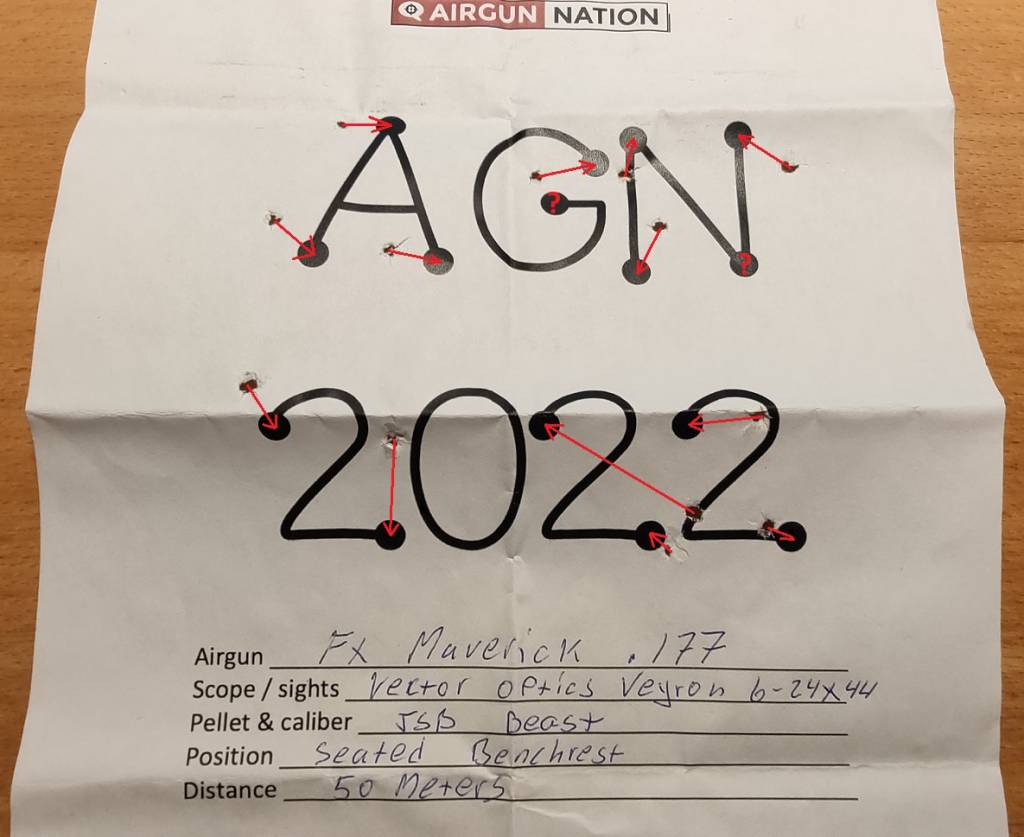 AIRGUN NATION
AGN
? ?
2022
Airgun FX Maverick .177
Scope / sights Vector optics Veyron 6-24x44
Pellet & caliber JSB Beast
Position Seated Benchrest
Distance 50 Meters